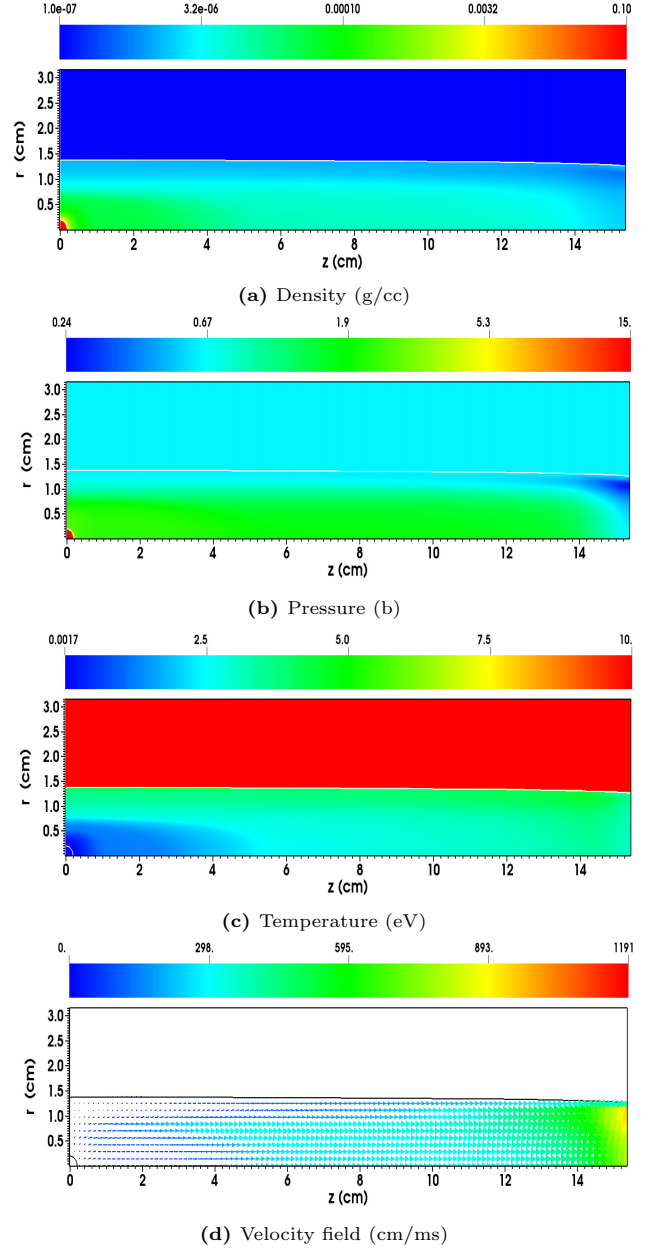 1.0e-07 3.2e-06 0.00010 0.0032 0.10
3.0
2.5
2.0
1.5
1.0
0.5
r (cm)
0 2 4 6 8 10 12 14
z (cm)
(a) Density (g/cc)
0.24 0.67 1.9 5.3 15.
3.0
2.5
2.0
1.5
1.0
0.5
r (cm)
0 2 4 6 8 10 12 14
z (cm)
(b) Pressure (b)
0.0017 2.5 5.0 7.5 10.
3.0
2.5
2.0
1.5
1.0
0.5
r (cm)
0 2 4 6 8 10 12 14
z (cm)
(c) Temperature (eV)
0. 298. 595. 893. 1191
3.0
2.5
2.0
1.5
1.0
0.5
r (cm)
0 2 4 6 8 10 12 14
z (cm)
(d) Velocity field (cm/ms)